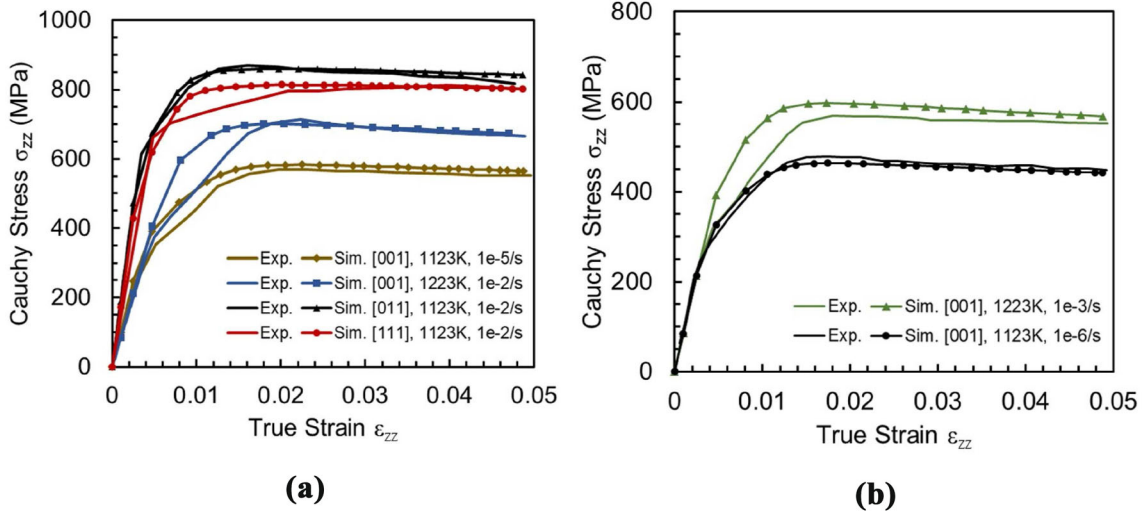 1000
800
600
400
200
0
Cauchy Stress σzz (MPa)
Exp. Sim. [001], 1123K, 1e-5/s
Exp. Sim. [001], 1223K, 1e-2/s
Exp. Sim. [011], 1123K, 1e-2/s
Exp. Sim. [111], 1123K, 1e-2/s
0 0.01 0.02 0.03 0.04 0.05
True Strain εzz
(a)
800
600
400
200
0
Cauchy Stress σzz (MPa)
Exp. Sim. [001], 1223K, 1e-3/s
Exp. Sim. [001], 1123K, 1e-6/s
0 0.01 0.02 0.03 0.04 0.05
True Strain εzz
(b)